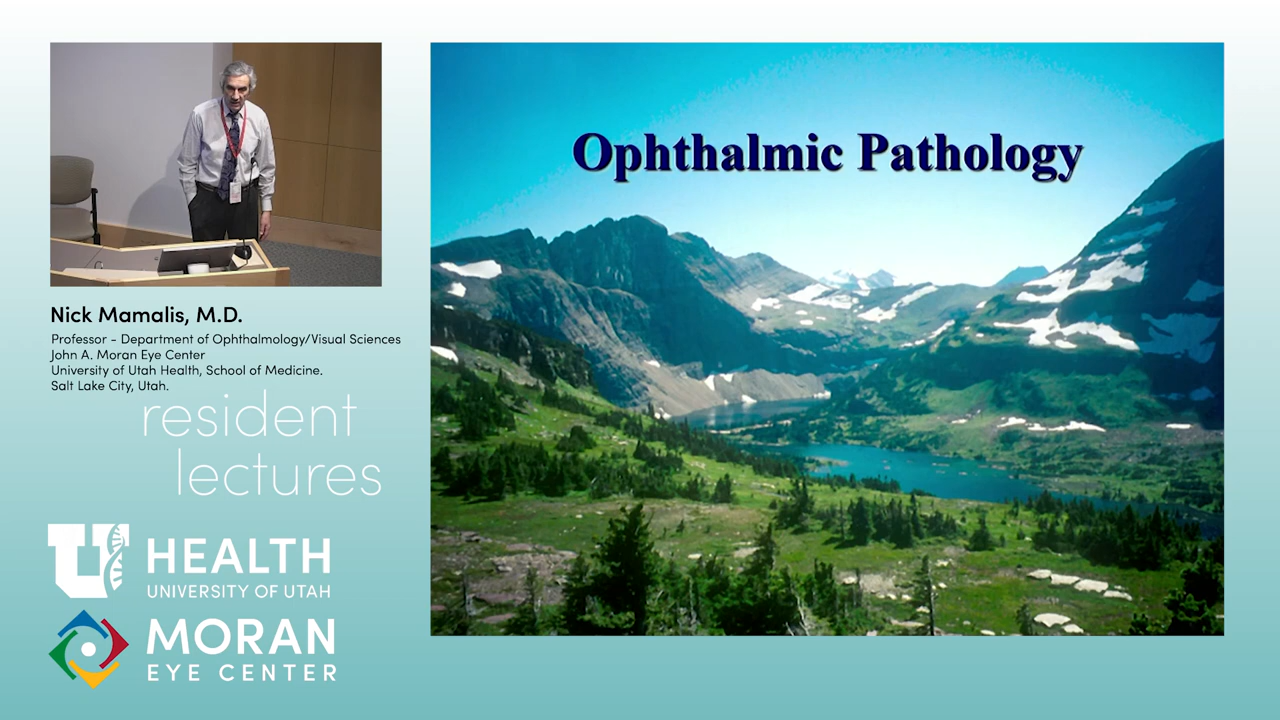 Ophthalmic Pathology
Nick Mamalis, M.D.
Professor - Department of Ophthalmology/Visual Sciences
John A. Moran Eye Center
University of Utah Health, School of Medicine.
Salt Lake City, Utah.
resident
lectures
U HEALTH
UNIVERSITY OF UTAH
MORAN
EYE CENTER